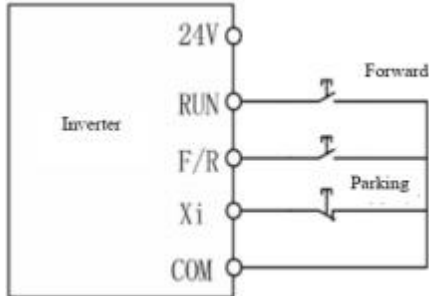 24V
Forward
RUN
Inverter
F/R
Parking
Xi
COM